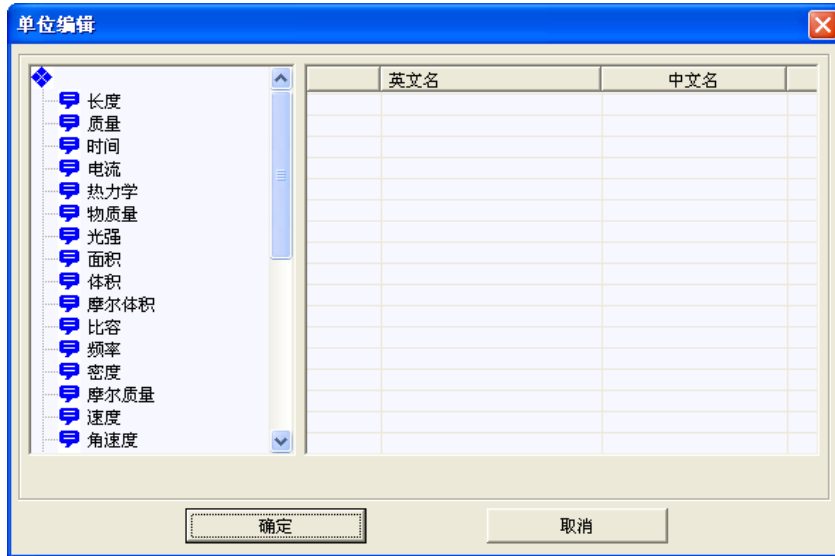 单位编辑
长度
质量
时间
电流
热力学
物质量
光强
面积
体积
摩尔体积
比容
频率
密度
摩尔质量
速度
角速度
英文名 中文名
确定 取消